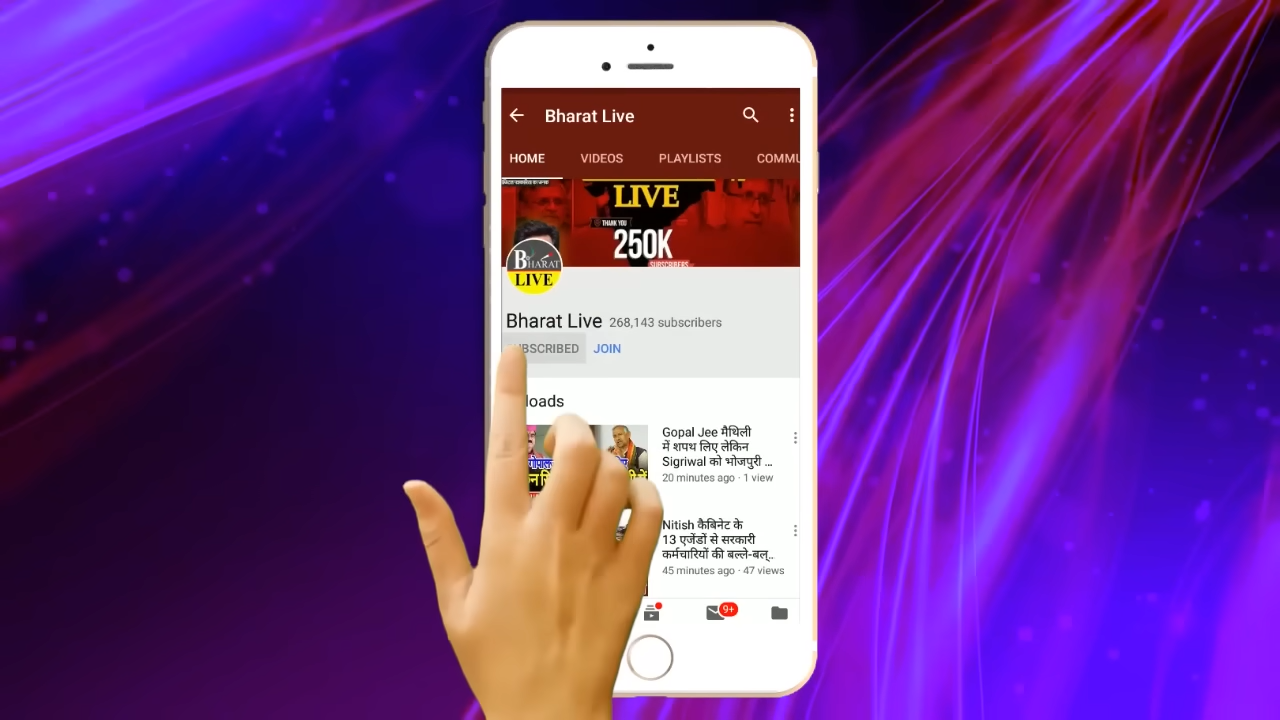 Bharat Live
HOME VIDEOS PLAYLISTS COMMU
LIVE
THANK YOU
250K
SUBSCRIBERS
BHARAT
LIVE
Bharat Live 268,143 subscribers
UBSCRIBED JOIN
loads
Gopal Jee मैथिली
में शपथ लिए लेकिन
Sigriwal को भोजपुरी ...
20 minutes ago · 1 view
Nitish कैबिनेट के
13 एजेंडों से सरकारी
कर्मचारियों की बल्ले-बल्..
45 minutes ago · 47 views
9+